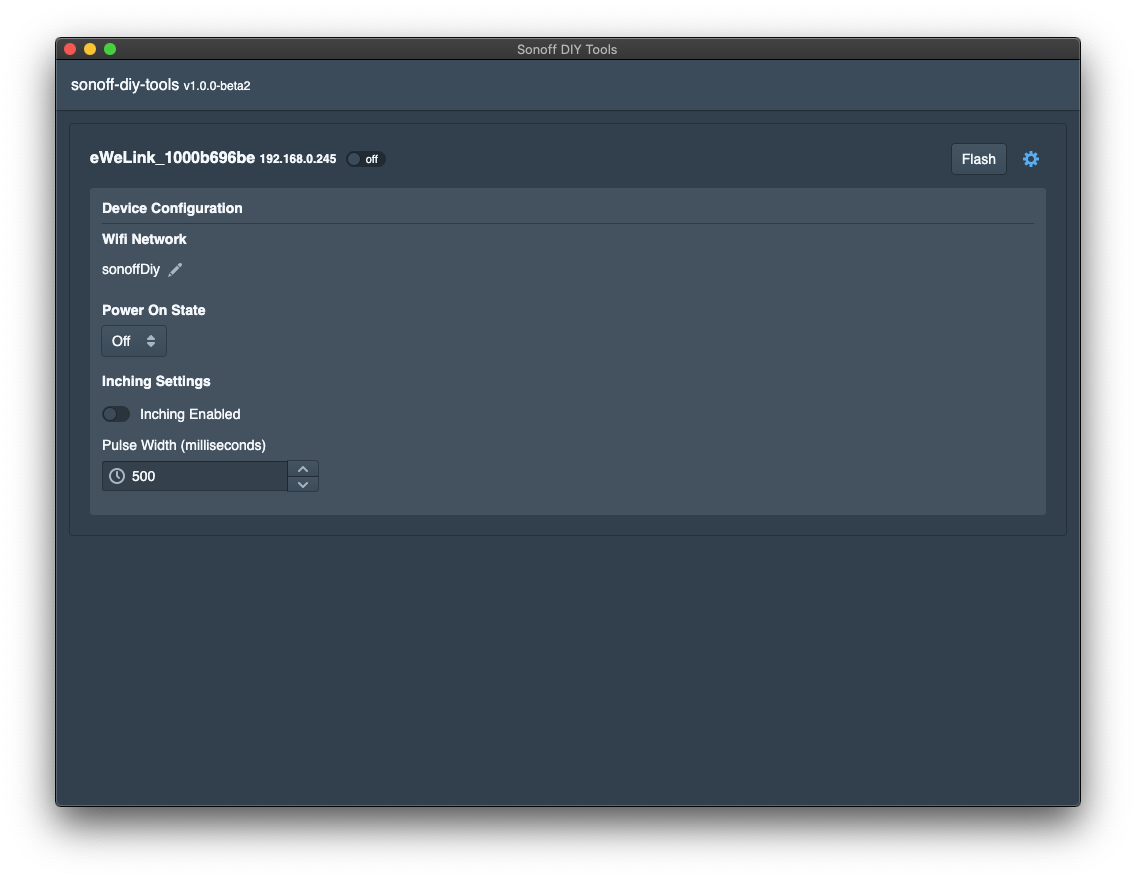 Sonoff DIY Tools
sonoff-diy-tools v1.0.0-beta2
eWeLink_1000b696be 192.168.0.245 off Flash
Device Configuration
Wifi Network
sonoffDiy
Power On State
Off
Inching Settings
Inching Enabled
Pulse Width (milliseconds)
500